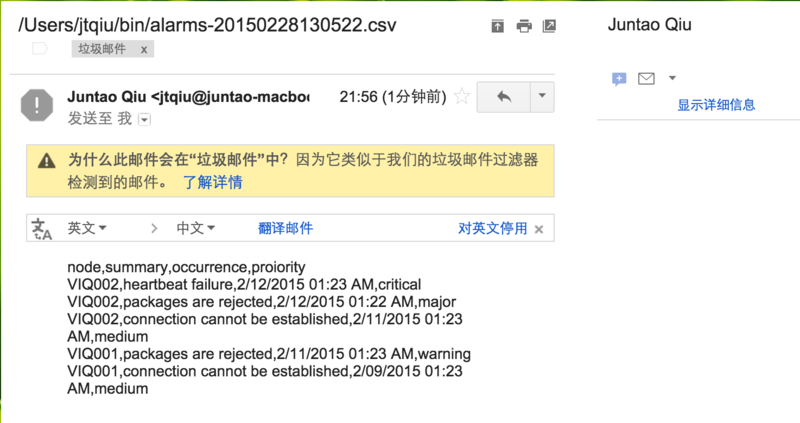 /Users/jtqiu/bin/alarms-20150228130522.csv
垃圾邮件 x
Juntao Qiu <jtqiu@juntao-macboo
21:56 (1分钟前)
发送至 我
为什么此邮件会在“垃圾邮件”中？因为它类似于我们的垃圾邮件过滤器
检测到的邮件。 了解详情
英文 > 中文 翻译邮件 对英文停用 ×
node,summary,occurrence,proiority
VIQ002,heartbeat failure,2/12/2015 01:23 AM,critical
VIQ002,packages are rejected,2/12/2015 01:22 AM,major
VIQ002,connection cannot be established,2/11/2015 01:23
AM,medium
VIQ001,packages are rejected,2/11/2015 01:23 AM,warning
VIQ001,connection cannot be established,2/09/2015 01:23
AM,medium
Juntao Qiu
显示详细信息